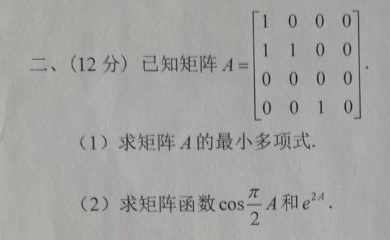 二、(12 分) 已知矩阵 A = [1 0 0 0; 1 1 0 0; 0 0 0 0; 0 0 1 0].
(1) 求矩阵 A 的最小多项式.
(2) 求矩阵函数 cos π/2 A 和 e^{2A}.